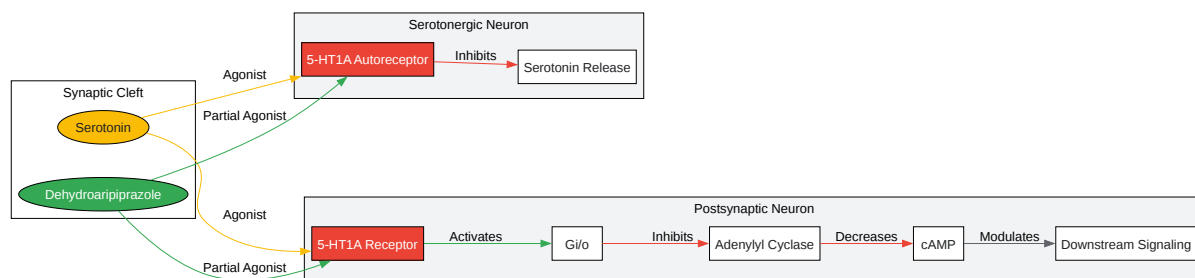 Serotonergic Neuron
5-HT1A Autoreceptor
Inhibits
Serotonin Release
Agonist
Synaptic Cleft
Serotonin
Partial Agonist
Dehydroaripiprazole
Agonist
Partial Agonist
Postsynaptic Neuron
5-HT1A Receptor
Activates
Gi/o
Inhibits
Adenylyl Cyclase
Decreases
cAMP
Modulates
Downstream Signaling